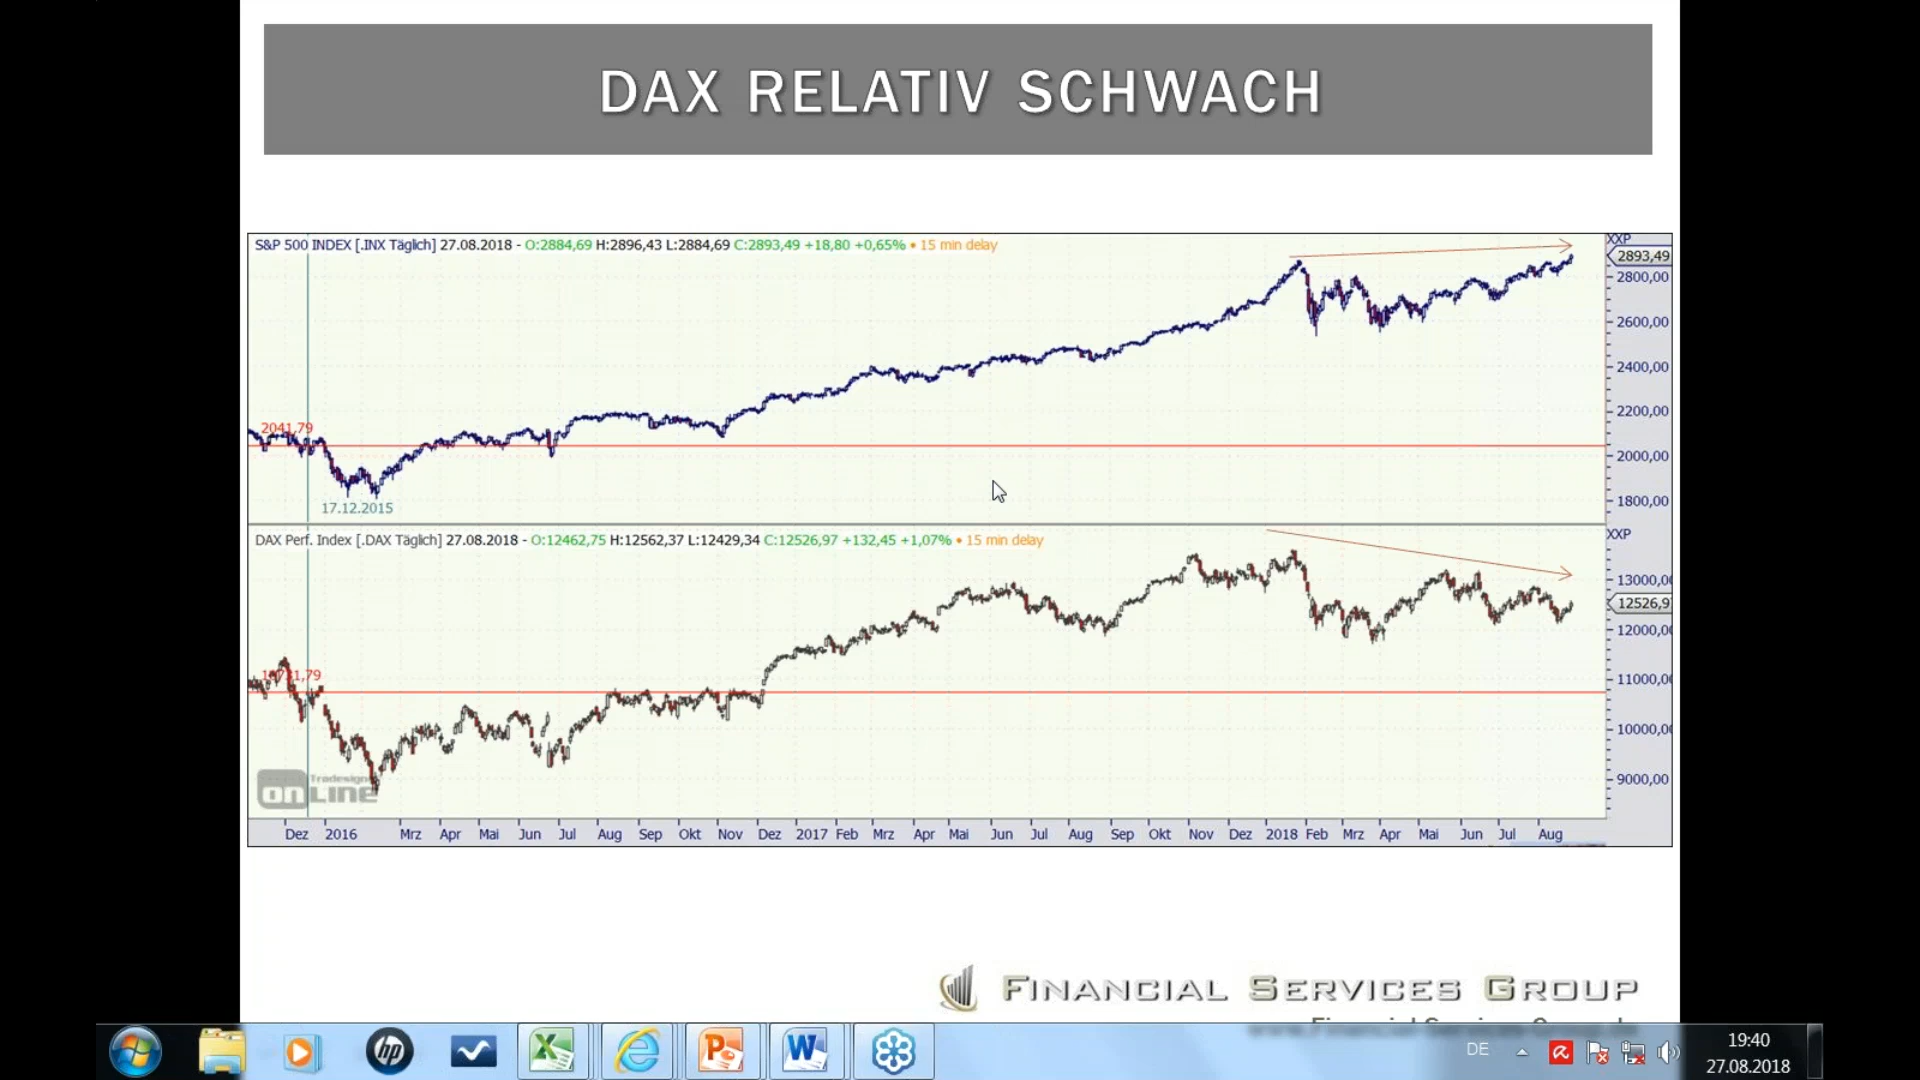 DAX RELATIV SCHWACH
S&P 500 INDEX [.INX Täglich] 27.08.2018 - O:2884,69 H:2896,43 L:2884,69 C:2893,49 +18,80 +0,65% • 15 min delay
XXP
2893,49
2800,00
2600,00
2400,00
2200,00
2041,79
2000,00
1800,00
17.12.2015
DAX Perf. Index [.DAX Täglich] 27.08.2018 - O:12462,75 H:12562,37 L:12429,34 C:12526,97 +132,45 +1,07% • 15 min delay
XXP
13000,0
12526,9
12000,0
11000,0
10000,0
9000,00
ONLINE
Dez 2016 Mrz Apr Mai Jun Jul Aug Sep Okt Nov Dez 2017 Feb Mrz Apr Mai Jun Jul Aug Sep Okt Nov Dez 2018 Feb Mrz Apr Mai Jun Jul Aug
FINANCIAL SERVICES GROUP
DE
19:40
27.08.2018